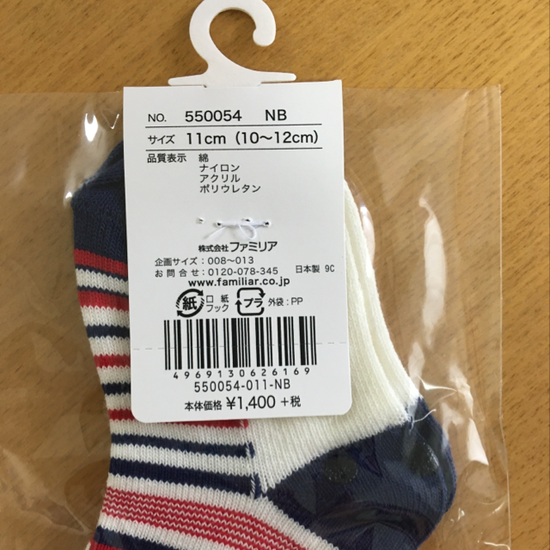 NO. 550054 NB
サイズ 11cm (10〜12cm)
品質表示 綿
ナイロン
アクリル
ポリウレタン
株式会社ファミリア
企画サイズ:008〜013
お問合せ:0120-078-345 日本製 9C
www.familiar.co.jp
紙 口紙 フック プラ 外袋:PP
4969130626169
550054-011-NB
本体価格 ¥1,400 +税